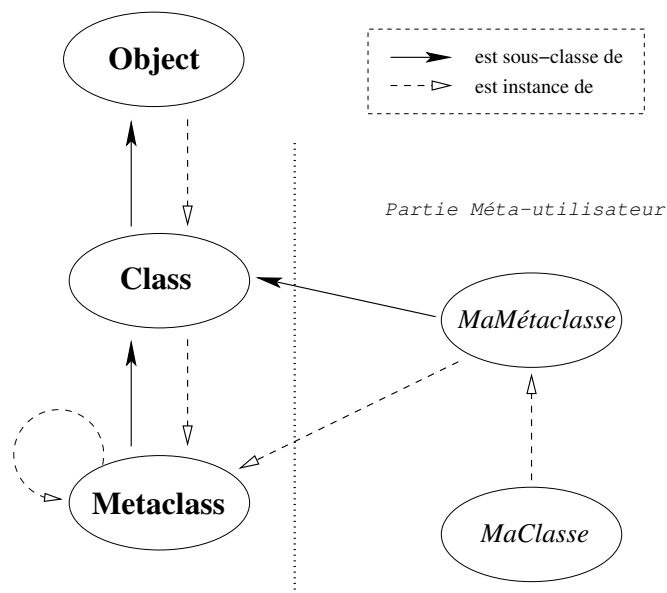 Object
est sous-classe de
est instance de
Partie Méta-utilisateur
Class
MaMétaclasse
Metaclass
MaClasse